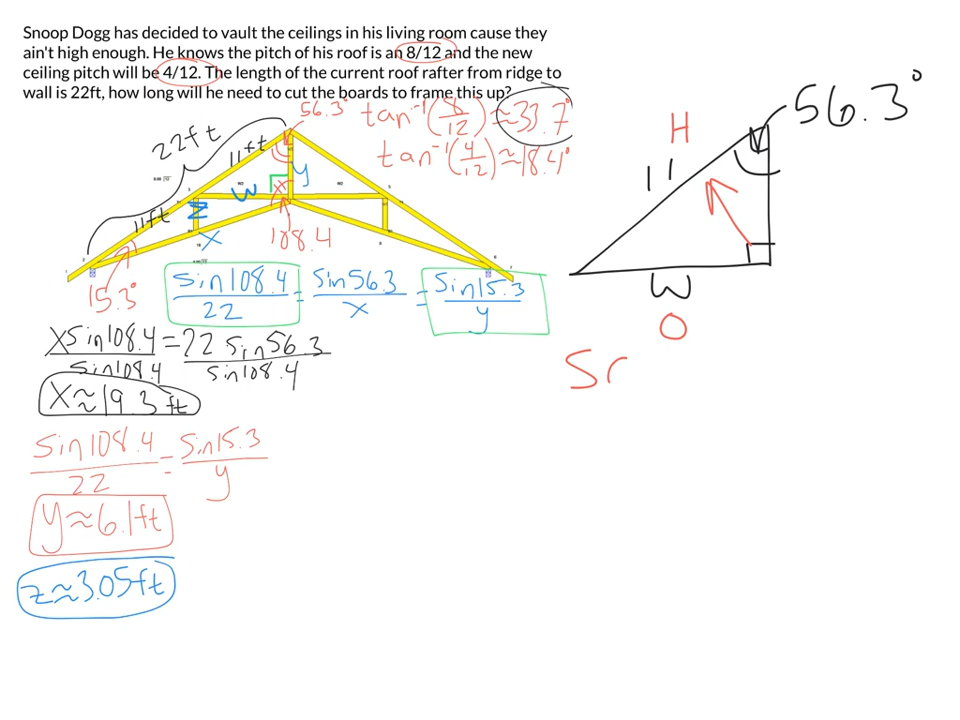 Snoop Dogg has decided to vault the ceilings in his living room cause they
ain't high enough. He knows the pitch of his roof is an 8/12 and the new
ceiling pitch will be 4/12. The length of the current roof rafter from ridge to
wall is 22ft, how long will he need to cut the boards to frame this up?
56.3° tan⁻¹(8/12) ≈ 33.7°
tan⁻¹(4/12) ≈ 18.4°
22ft
11ft
11ft
W
y
x
z
X
108.4
15.3°
sin108.4/22 = sin56.3/x = sin15.3/y
x sin108.4/sin108.4 = 22 sin56.3/sin108.4
x≈19.3 ft
sin108.4/22 = sin15.3/y
y≈6.1ft
z≈3.05ft
56.3°
H
11
W
O